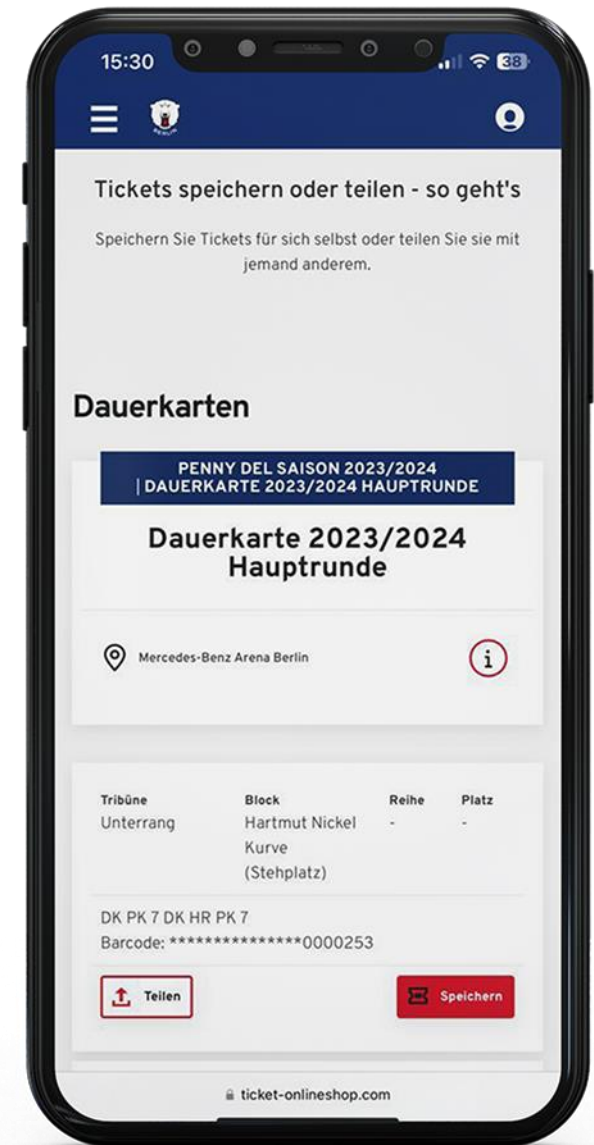 15:30
38
BERLIN
Tickets speichern oder teilen - so geht's
Speichern Sie Tickets für sich selbst oder teilen Sie sie mit
jemand anderem.
Dauerkarten
PENNY DEL SAISON 2023/2024
| DAUERKARTE 2023/2024 HAUPTRUNDE
Dauerkarte 2023/2024
Hauptrunde
Mercedes-Benz Arena Berlin
i
Tribüne Block Reihe Platz
Unterrang Hartmut Nickel - -
Kurve
(Stehplatz)
DK PK 7 DK HR PK 7
Barcode: ***************0000253
Teilen Speichern
ticket-onlineshop.com